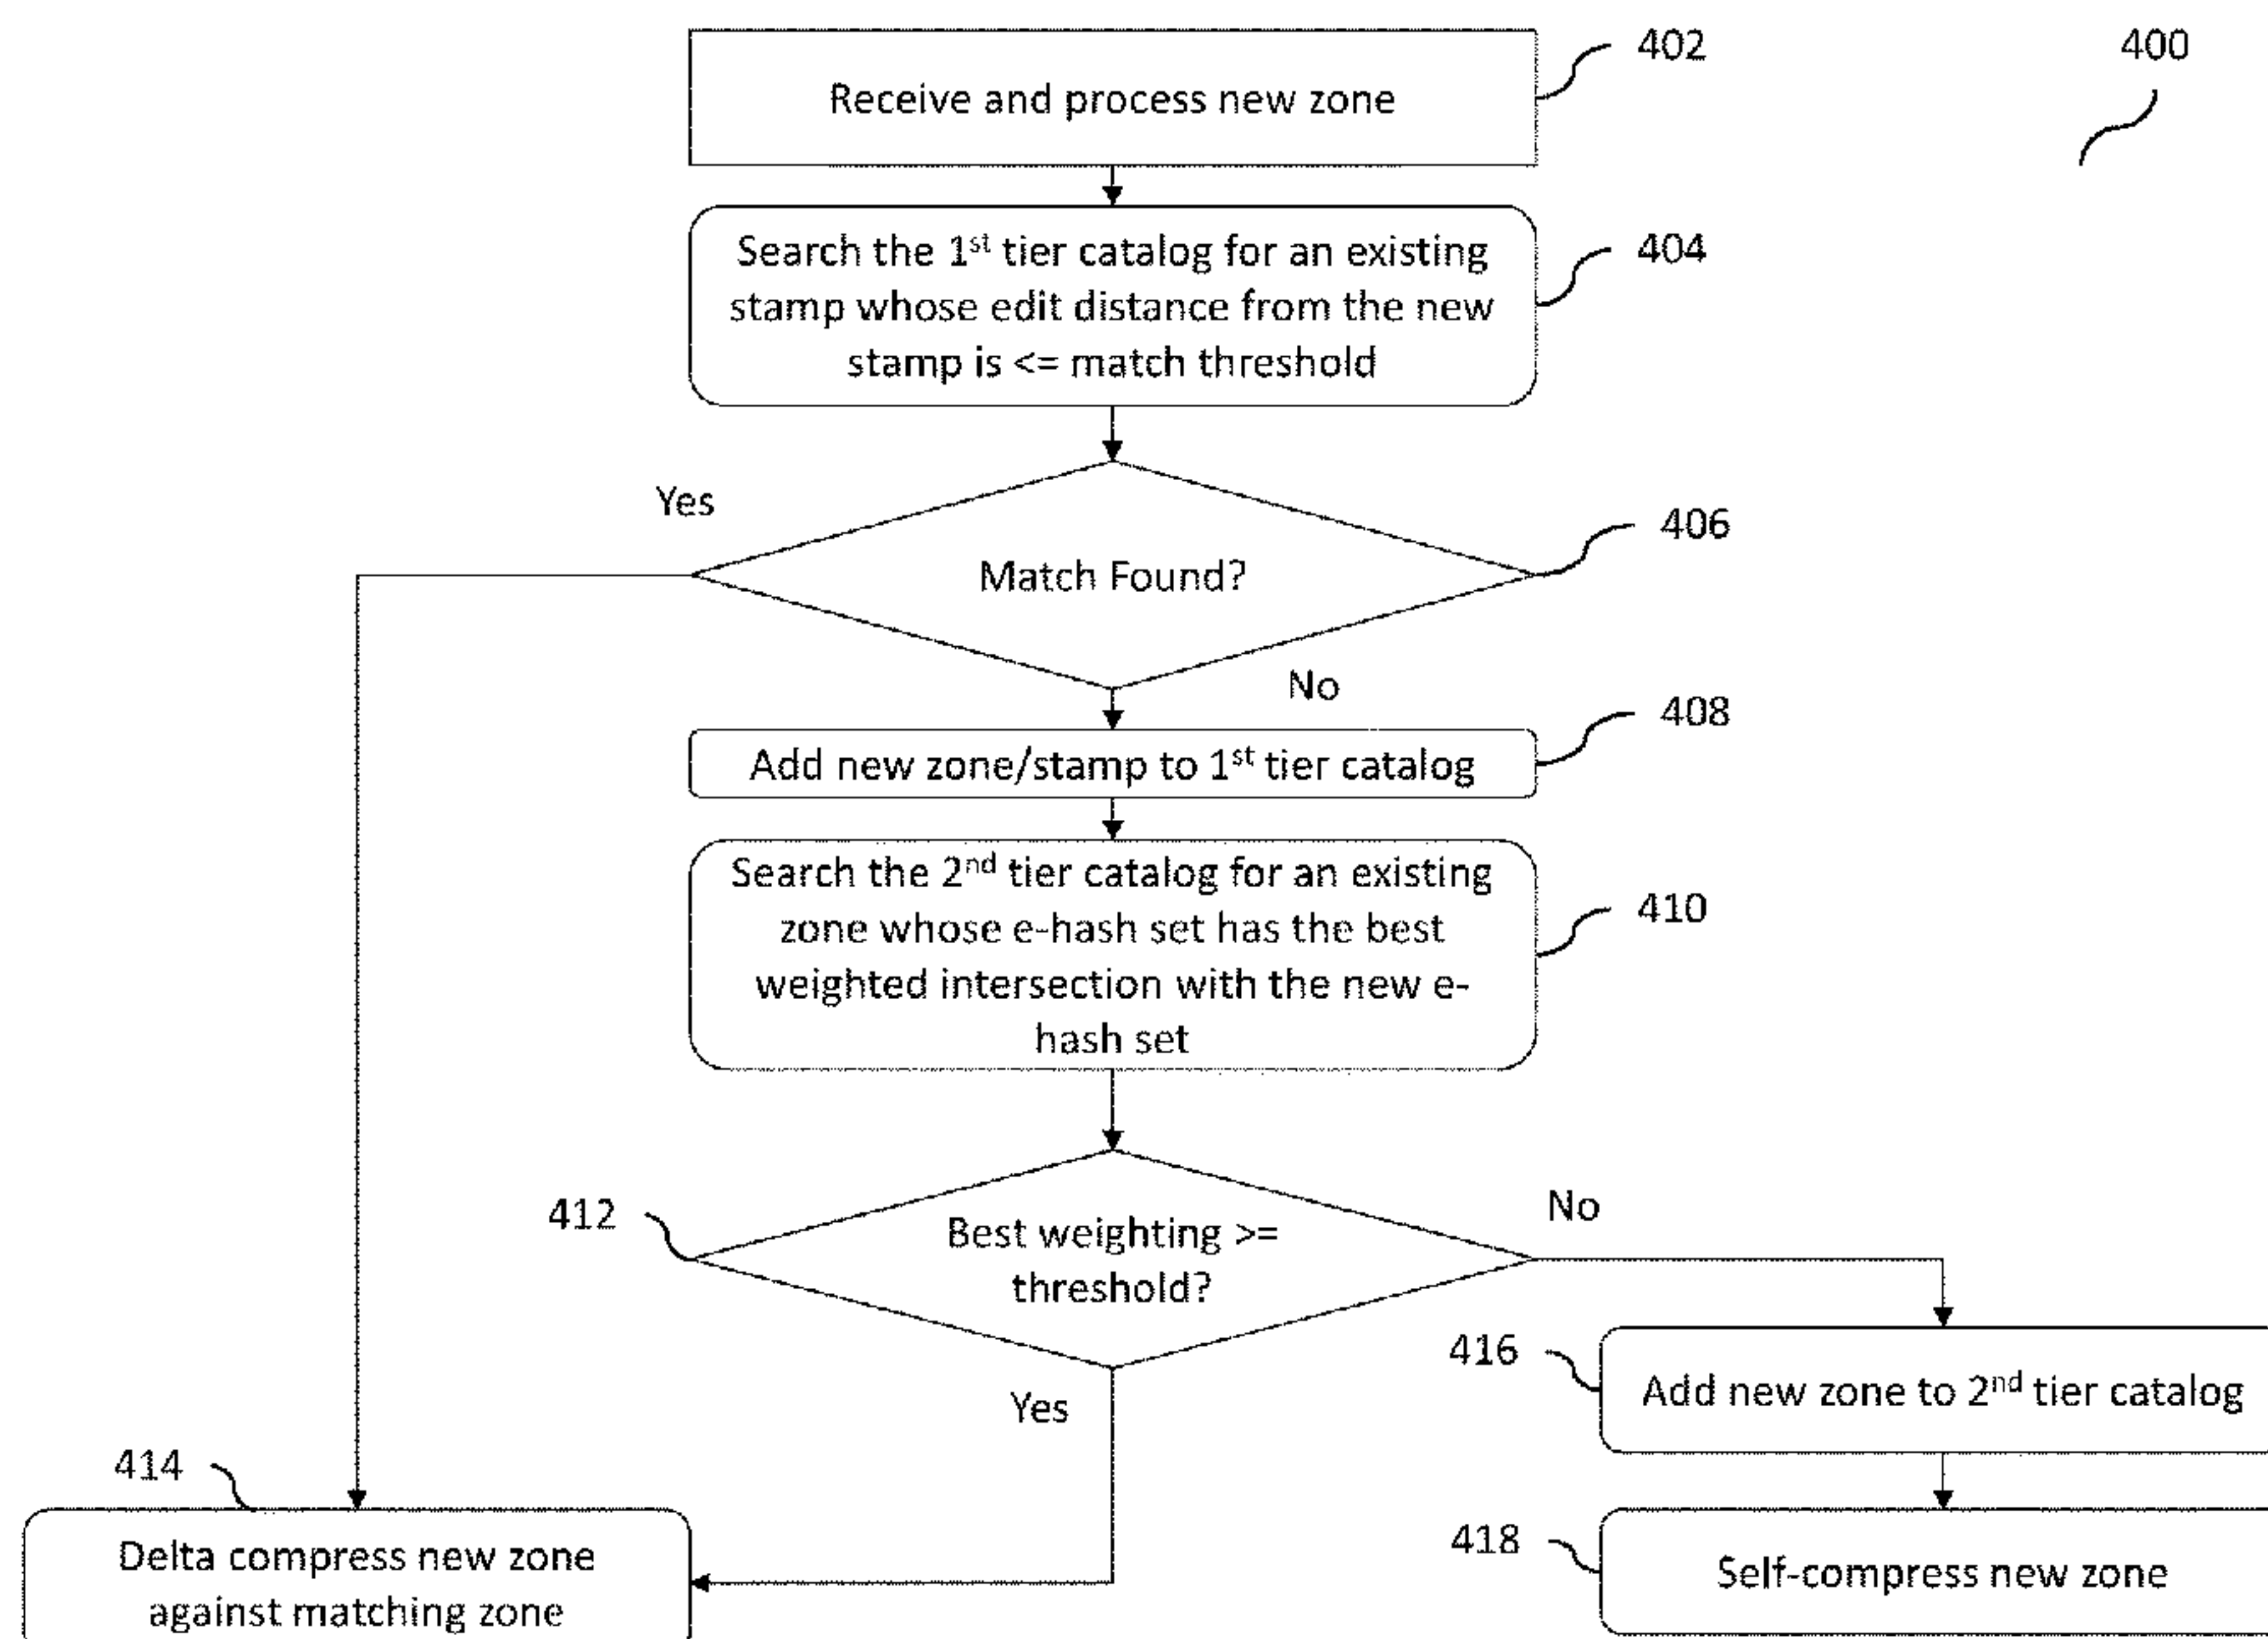 402
400
Receive and process new zone
Search the 1st tier catalog for an existing
stamp whose edit distance from the new
stamp is <= match threshold
404
Yes
406
Match Found?
No
408
Add new zone/stamp to 1st tier catalog
Search the 2nd tier catalog for an existing
zone whose e-hash set has the best
weighted intersection with the new e-
hash set
410
412
Best weighting >=
threshold?
No
Yes
416
Add new zone to 2nd tier catalog
414
Delta compress new zone
against matching zone
418
Self-compress new zone